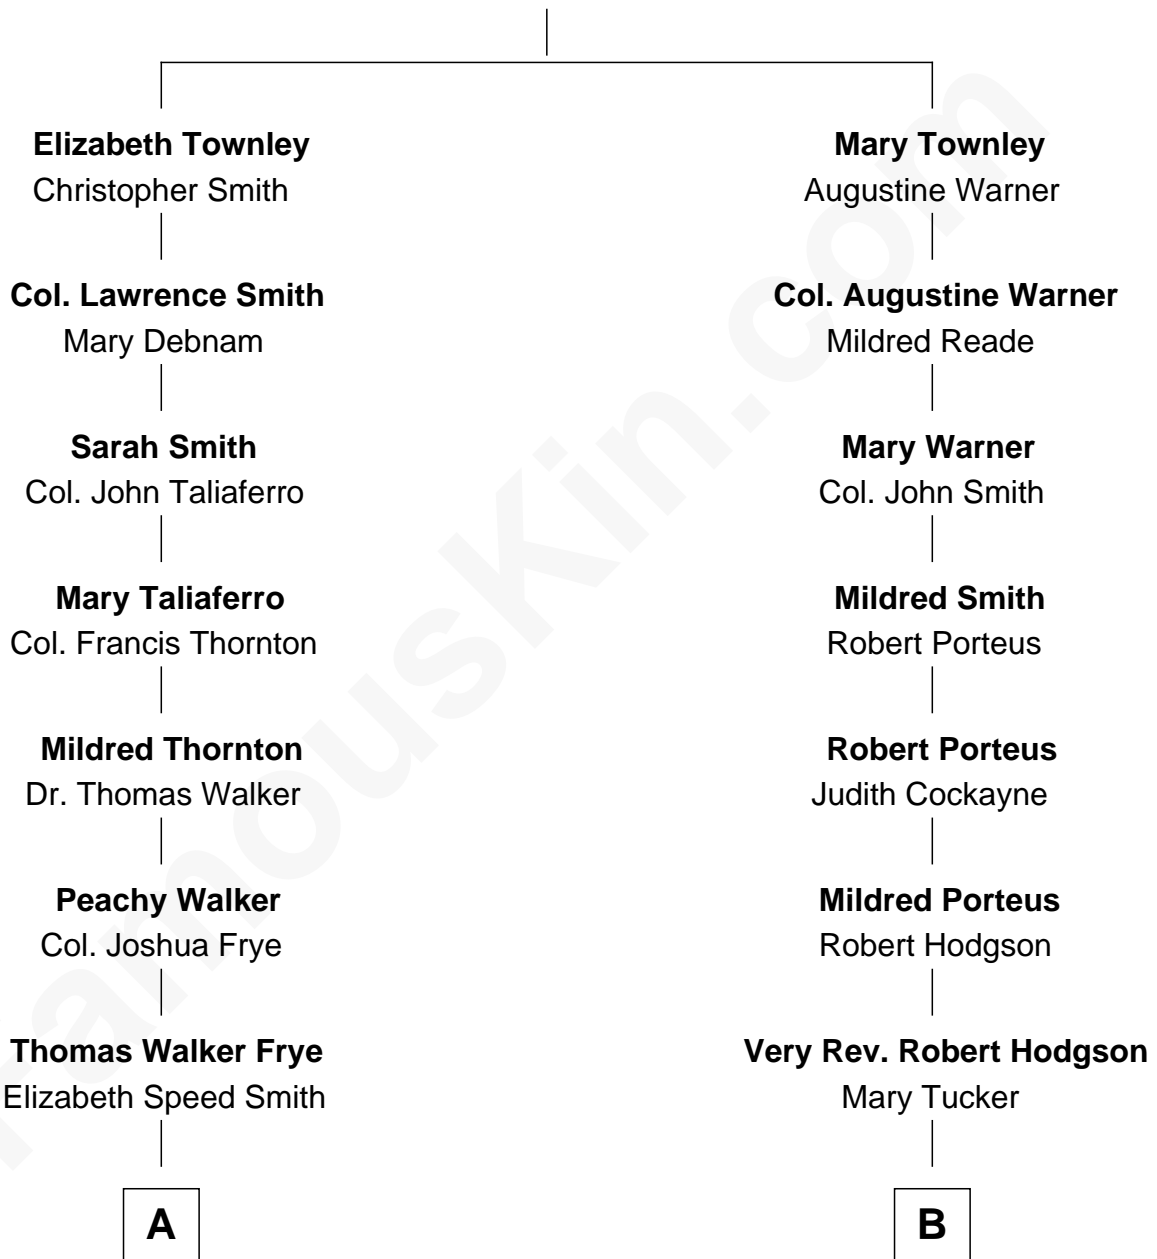 Elizabeth Townley
Christopher Smith
Col. Lawrence Smith
Mary Debnam
Sarah Smith
Col. John Taliaferro
Mary Taliaferro
Col. Francis Thornton
Mildred Thornton
Dr. Thomas Walker
Peachy Walker
Col. Joshua Frye
Thomas Walker Frye
Elizabeth Speed Smith
A
Mary Townley
Augustine Warner
Col. Augustine Warner
Mildred Reade
Mary Warner
Col. John Smith
Mildred Smith
Robert Porteus
Robert Porteus
Judith Cockayne
Mildred Porteus
Robert Hodgson
Very Rev. Robert Hodgson
Mary Tucker
B
FamousKin.com